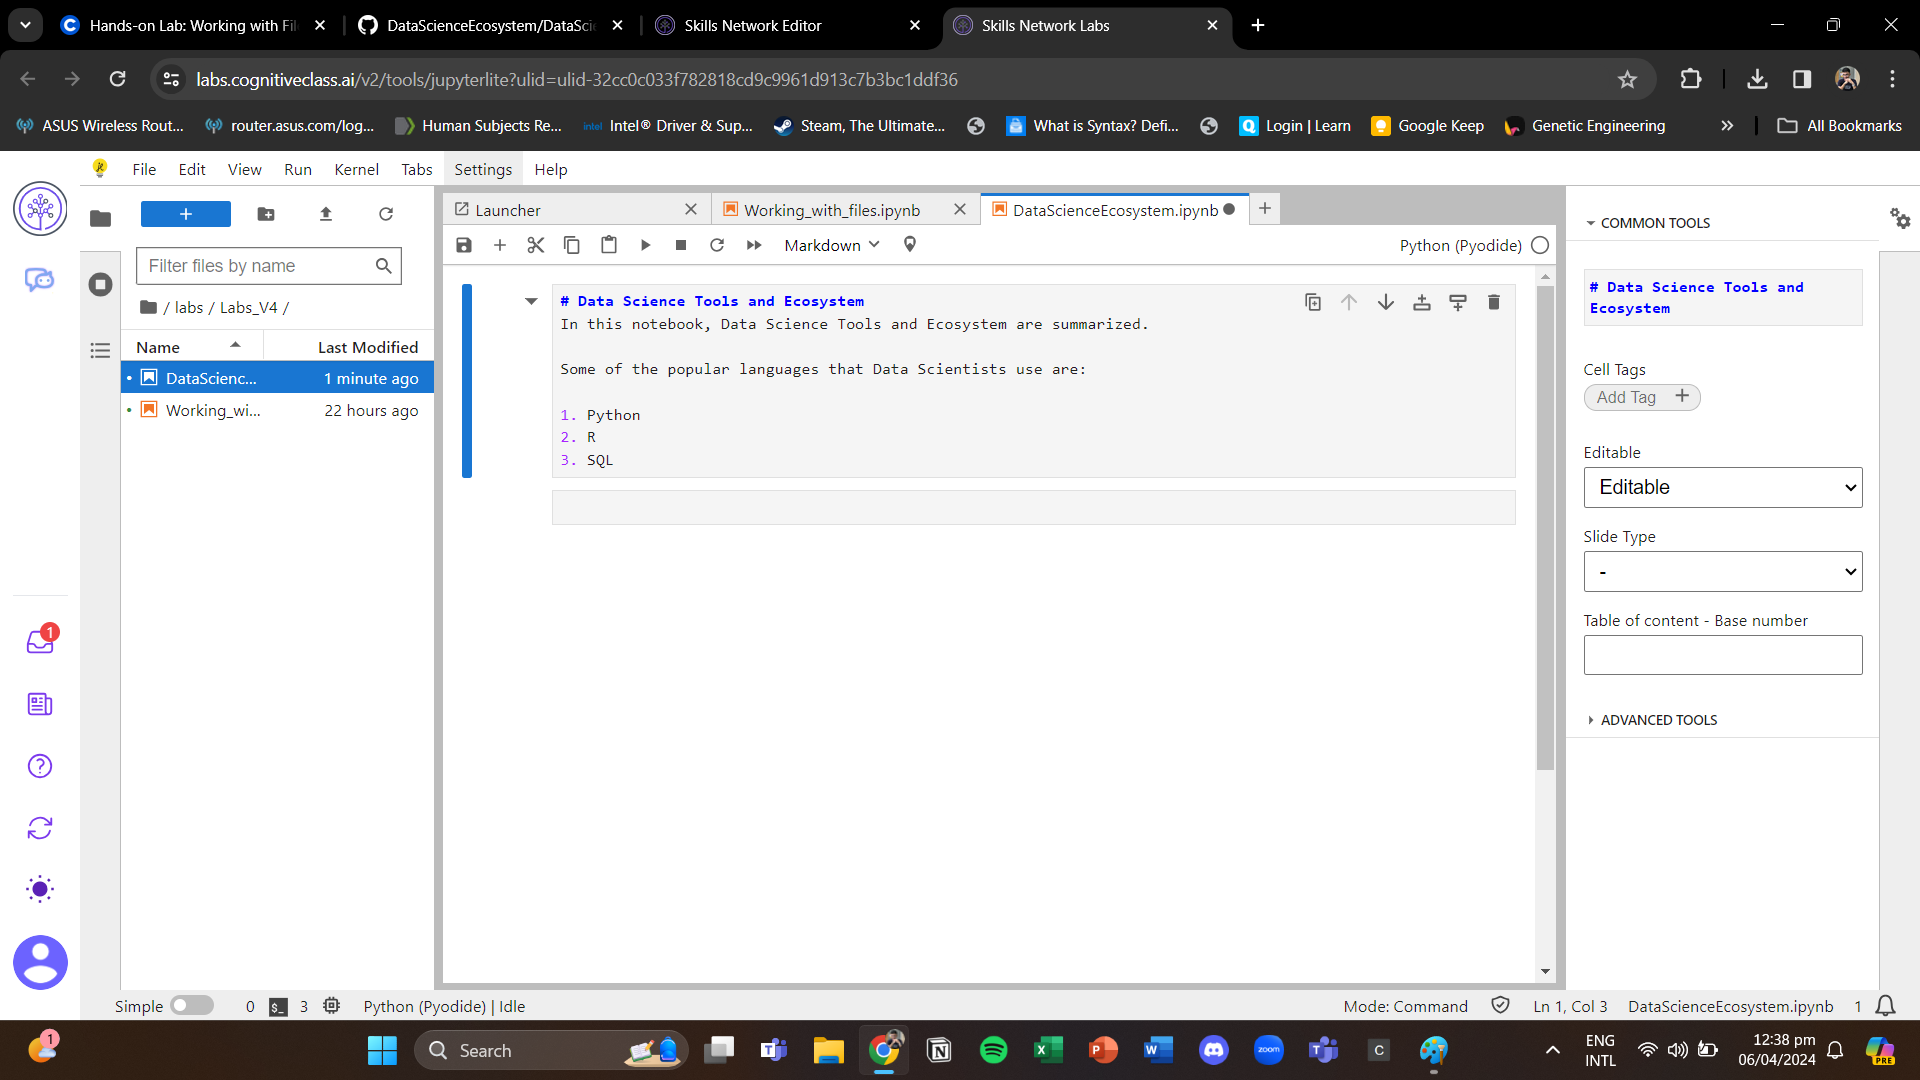 Hands-on Lab: Working with Fil
DataScienceEcosystem/DataScie
Skills Network Editor
Skills Network Labs
labs.cognitiveclass.ai/v2/tools/jupyterlite?ulid=ulid-32cc0c033f782818cd9c9961d913c7b3bc1ddf36
ASUS Wireless Rout...
router.asus.com/log...
Human Subjects Re...
intel
Intel® Driver & Sup...
Steam, The Ultimate...
What is Syntax? Defi...
Login | Learn
Google Keep
Genetic Engineering
All Bookmarks
File Edit View Run Kernel Tabs Settings Help
Launcher
Working_with_files.ipynb
DataScienceEcosystem.ipynb
Markdown
Python (Pyodide)
Filter files by name
/ labs / Labs_V4 /
Name Last Modified
DataScienc... 1 minute ago
Working_wi... 22 hours ago
# Data Science Tools and Ecosystem
In this notebook, Data Science Tools and Ecosystem are summarized.
Some of the popular languages that Data Scientists use are:
1. Python
2. R
3. SQL
COMMON TOOLS
# Data Science Tools and
Ecosystem
Cell Tags
Add Tag +
Editable
Editable
Slide Type
-
Table of content - Base number
ADVANCED TOOLS
1
Simple 0 $_ 3 Python (Pyodide) | Idle
Mode: Command Ln 1, Col 3 DataScienceEcosystem.ipynb 1
1
Search
zoom
C
ENG
INTL
12:38 pm
06/04/2024
PRE